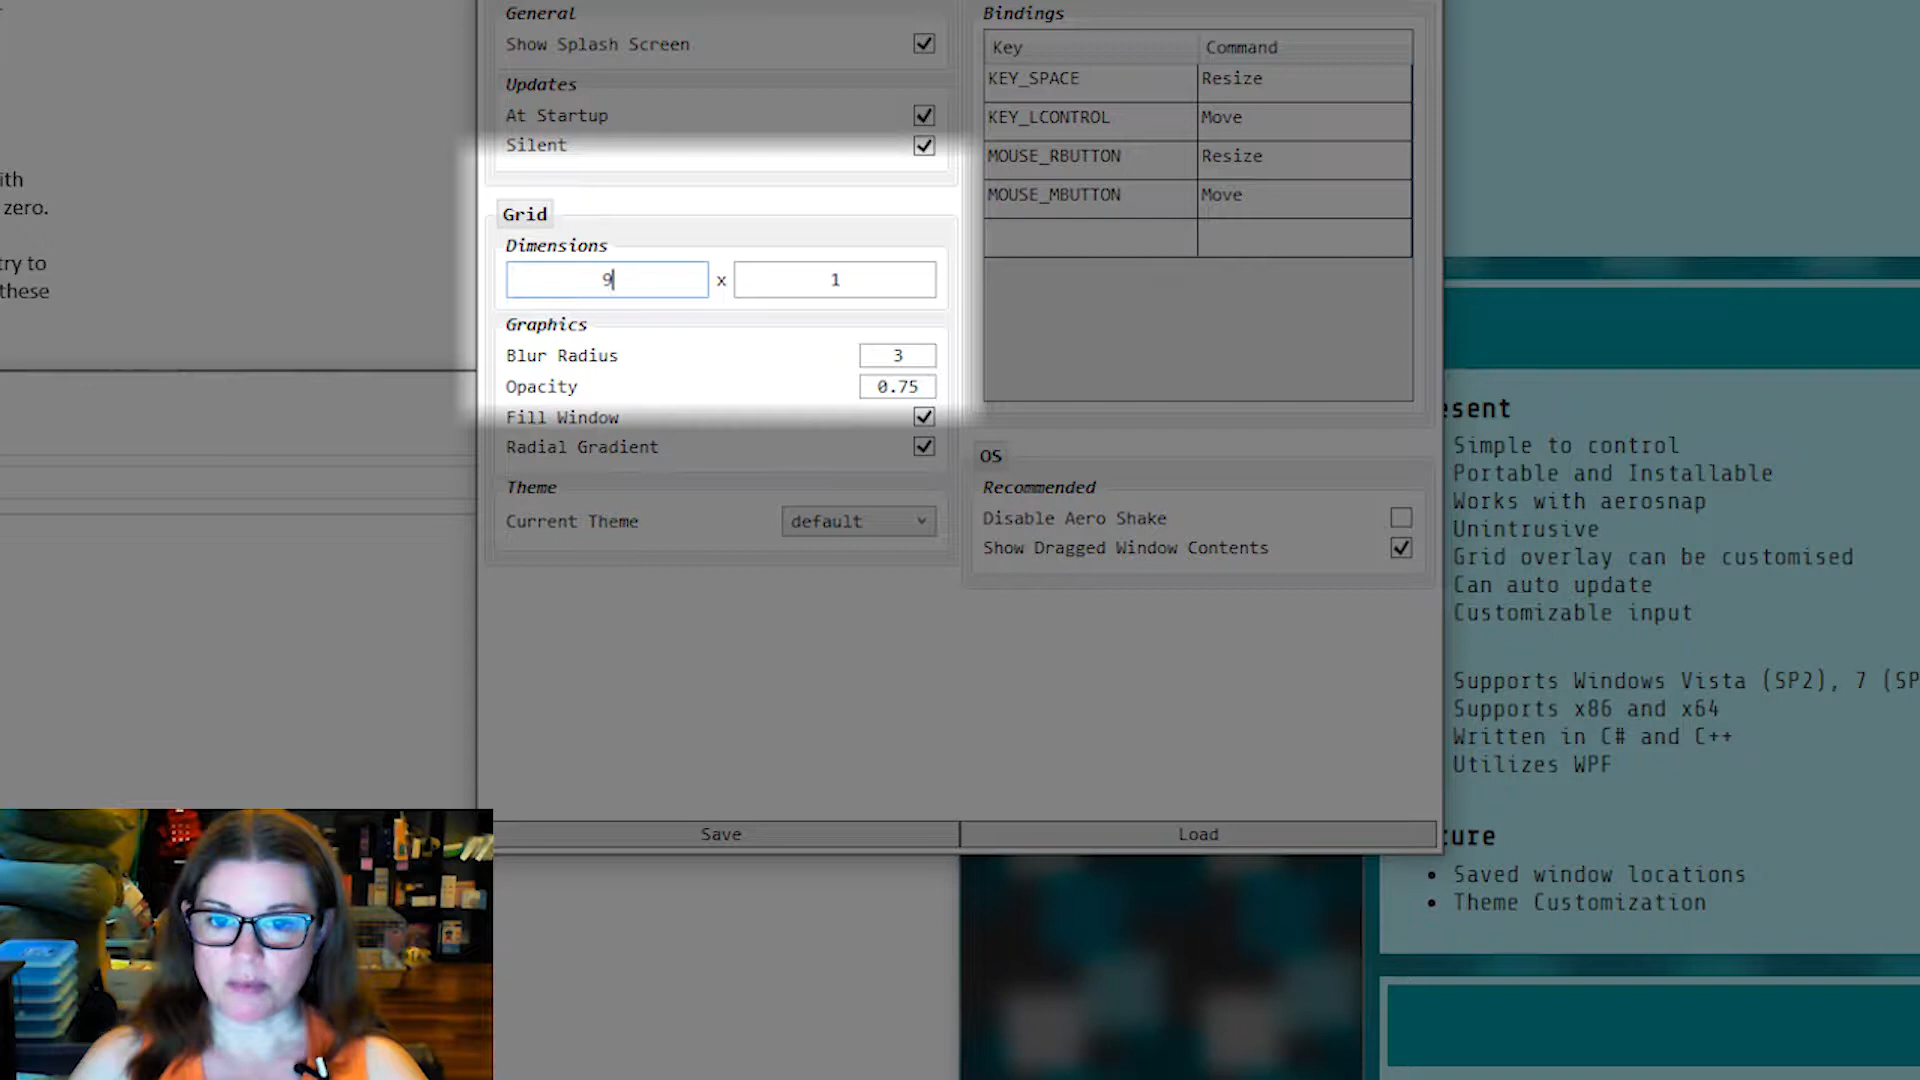 ith
zero.
try to
these
General
Show Splash Screen
Updates
At Startup
Silent
Grid
Dimensions
9 x 1
Graphics
Blur Radius 3
Opacity 0.75
Fill Window
Radial Gradient
Theme
Current Theme default
Bindings
Key Command
KEY_SPACE Resize
KEY_LCONTROL Move
MOUSE_RBUTTON Resize
MOUSE_MBUTTON Move
OS
Recommended
Disable Aero Shake
Show Dragged Window Contents
Save Load
esent
Simple to control
Portable and Installable
Works with aerosnap
Unintrusive
Grid overlay can be customised
Can auto update
Customizable input
Supports Windows Vista (SP2), 7 (SP
Supports x86 and x64
Written in C# and C++
Utilizes WPF
ture
• Saved window locations
• Theme Customization